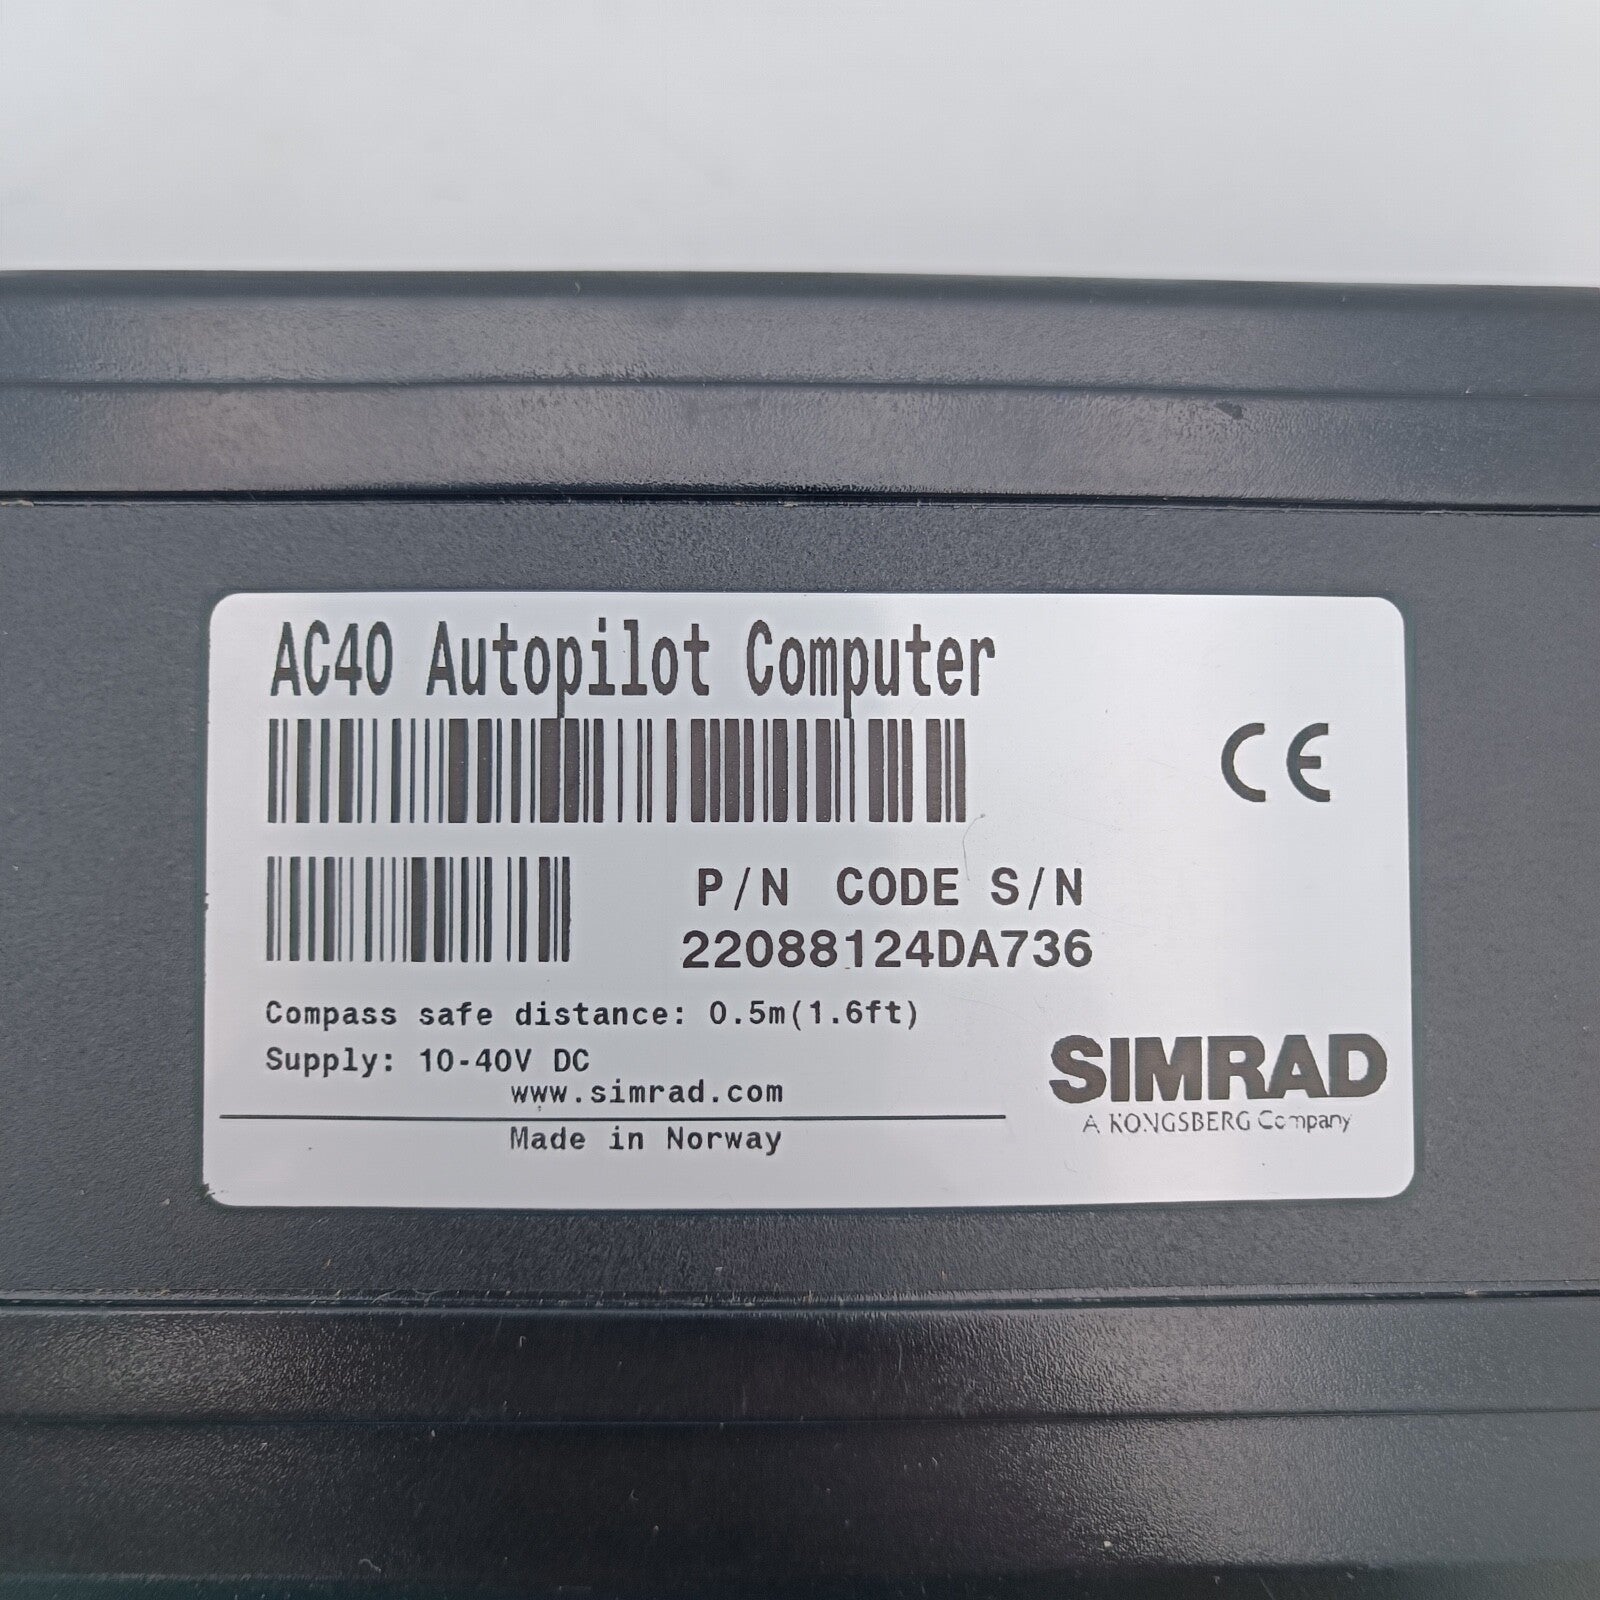 AC40 Autopilot Computer
CE
P/N CODE S/N
22088124DA736
Compass safe distance: 0.5m(1.6ft)
Supply: 10-40V DC
www.simrad.com
Made in Norway
SIMRAD
A KONGSBERG Company